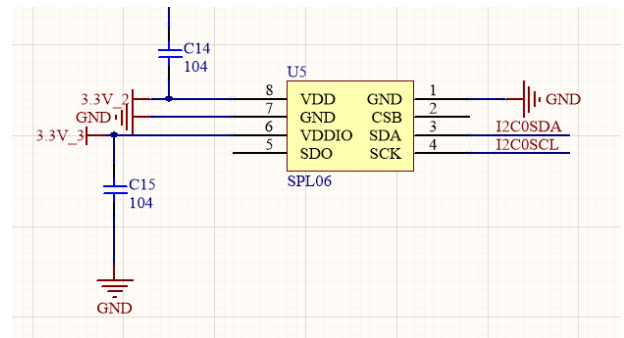 C14
104
U5
3.3V_2
8
VDD
GND
1
GND
GND
7
GND
CSB
2
3.3V_3
6
VDDIO
SDA
3
I2C0SDA
5
SDO
SCK
4
I2C0SCL
SPL06
C15
104
GND